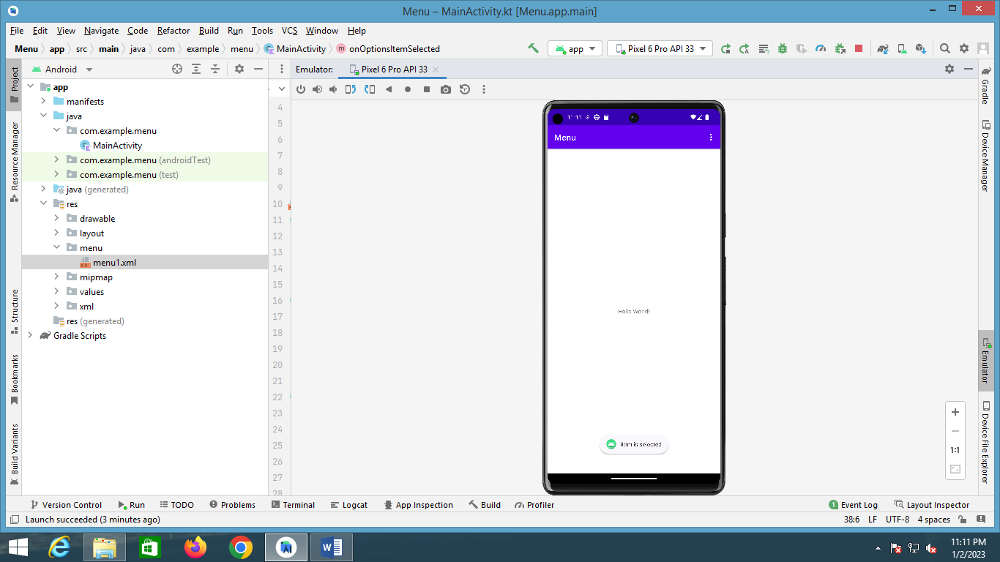 Menu – MainActivity.kt [Menu.app.main]
File Edit View Navigate Code Refactor Build Run Tools VCS Window Help
Menu app src main java com example menu MainActivity m onOptionsItemSelected
app
Pixel 6 Pro API 33
Android
Emulator: Pixel 6 Pro API 33
Project
Resource Manager
Structure
Bookmarks
Build Variants
app
manifests
java
com.example.menu
MainActivity
com.example.menu (androidTest)
com.example.menu (test)
java (generated)
res
drawable
layout
menu
menu1.xml
mipmap
values
xml
res (generated)
Gradle Scripts
4
5
6
7
8
9
10
11
12
13
14
15
16
17
18
19
20
21
22
23
24
25
26
27
28
11:11
Menu
Hello World!
item is selected
1:1
Gradle
Device Manager
Emulator
Device File Explorer
Version Control Run TODO Problems Terminal Logcat App Inspection Build Profiler
1 Event Log Layout Inspector
Launch succeeded (3 minutes ago)
38:6 LF UTF-8 4 spaces
11:11 PM
1/2/2023